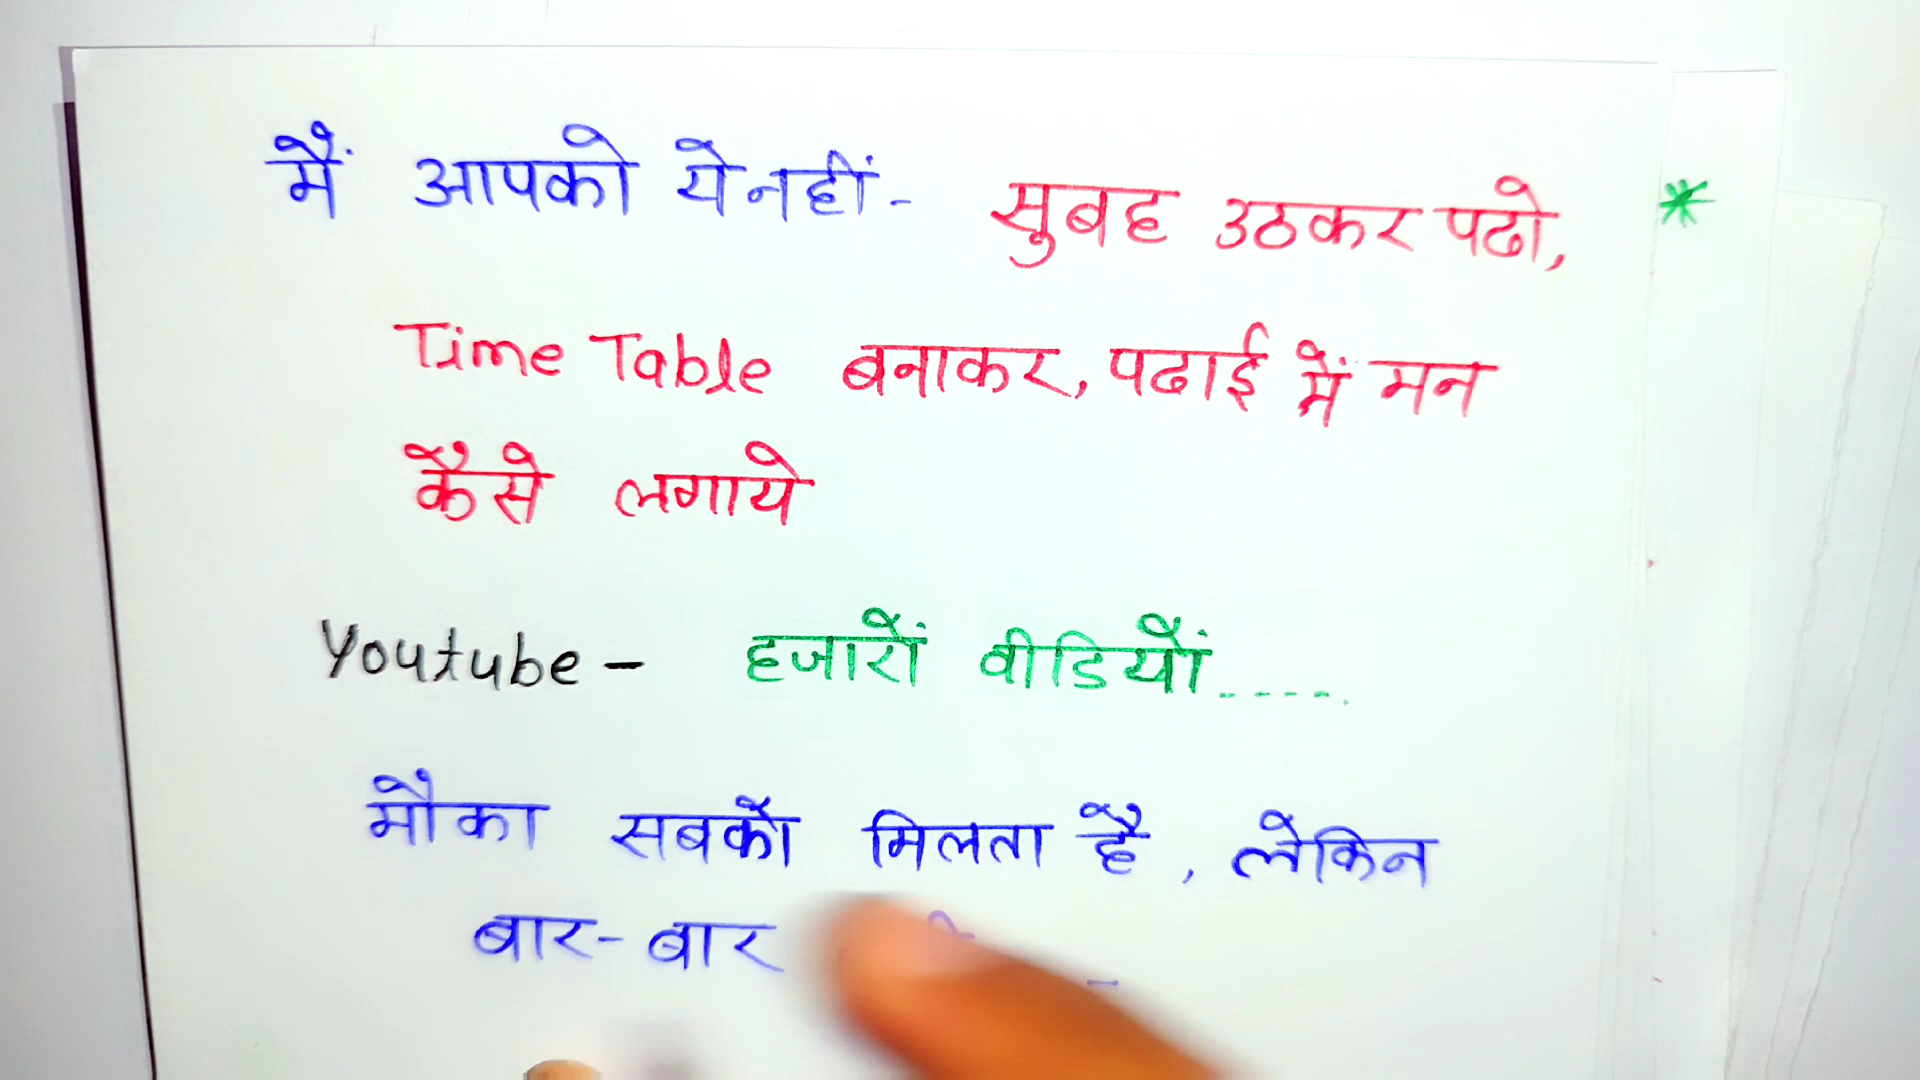 मैं आपको ये नहीं - सुबह उठकर पढो, *
Time Table बनाकर, पढाई में मन
कैसे लगाये
Youtube - हजारों वीडियों.......
मौका सबको मिलता है, लेकिन
बार-बार